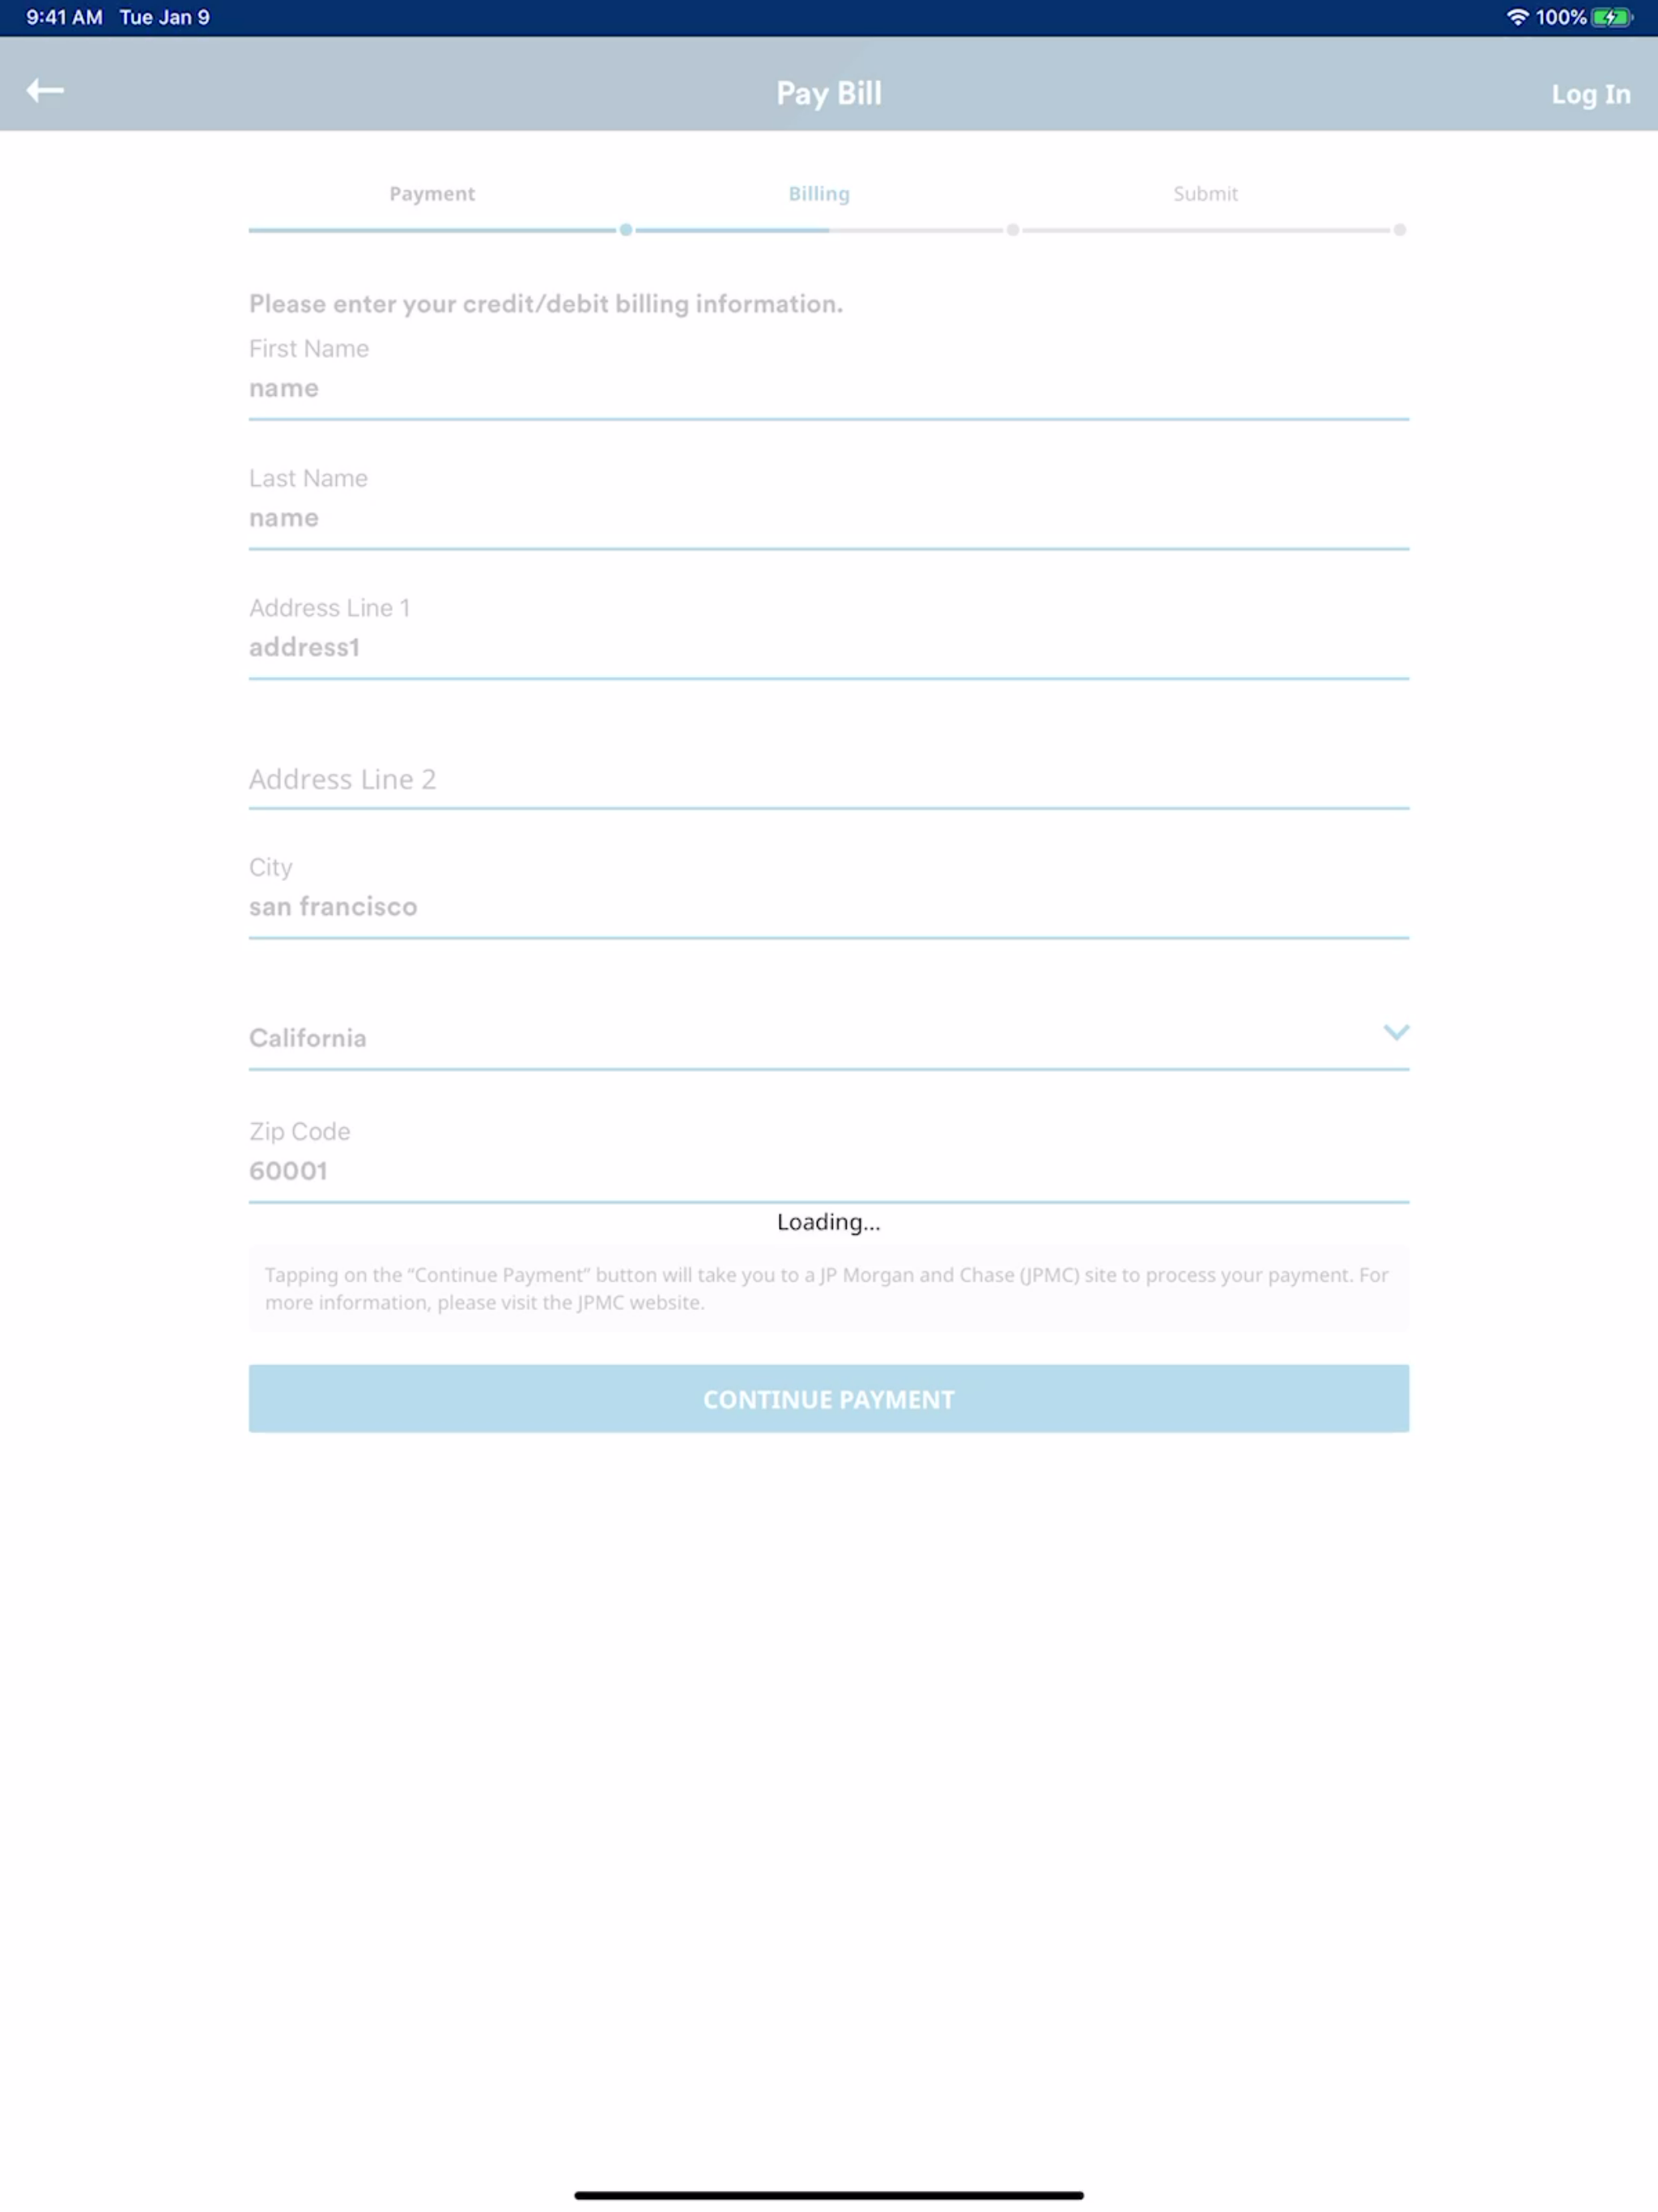 9:41 AM Tue Jan 9
100%
Pay Bill
Log In
Payment
Billing
Submit
Please enter your credit/debit billing information.
First Name
name
Last Name
name
Address Line 1
address1
Address Line 2
City
san francisco
California
Zip Code
60001
Loading...
Tapping on the “Continue Payment” button will take you to a JP Morgan and Chase (JPMC) site to process your payment. For
more information, please visit the JPMC website.
CONTINUE PAYMENT